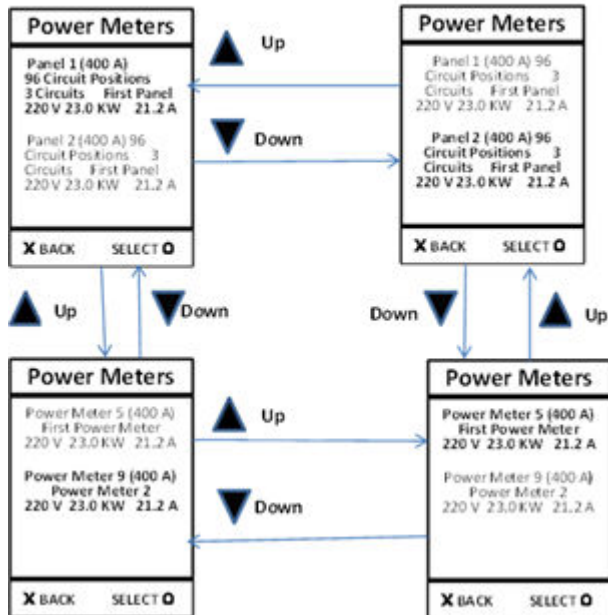 Power Meters
Panel 1 (400 A)
96 Circuit Positions
3 Circuits First Panel
220 V 23.0 KW 21.2 A
Panel 2 (400 A) 96
Circuit Positions 3
Circuits First Panel
220 V 23.0 KW 21.2 A
X BACK SELECT O
Up
Down
Power Meters
Panel 1 (400 A) 96
Circuit Positions 3
Circuits First Panel
220 V 23.0 KW 21.2 A
Panel 2 (400 A) 96
Circuit Positions 3
Circuits First Panel
220 V 23.0 KW 21.2 A
X BACK SELECT O
Up
Down
Down
Up
Power Meters
Power Meter 5 (400 A)
First Power Meter
220 V 23.0 KW 21.2 A
Power Meter 9 (400 A)
Power Meter 2
220 V 23.0 KW 21.2 A
X BACK SELECT O
Up
Down
Power Meters
Power Meter 5 (400 A)
First Power Meter
220 V 23.0 KW 21.2 A
Power Meter 9 (400 A)
Power Meter 2
220 V 23.0 KW 21.2 A
X BACK SELECT O